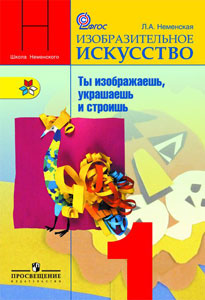 ФГОС
Л.А. Неменская
Школа Неменского
ИЗОБРАЗИТЕЛЬНОЕ
ИСКУССТВО
Ты изображаешь,
украшаешь
и строишь
1
ПРОСВЕЩЕНИЕ
ИЗДАТЕЛЬСТВО